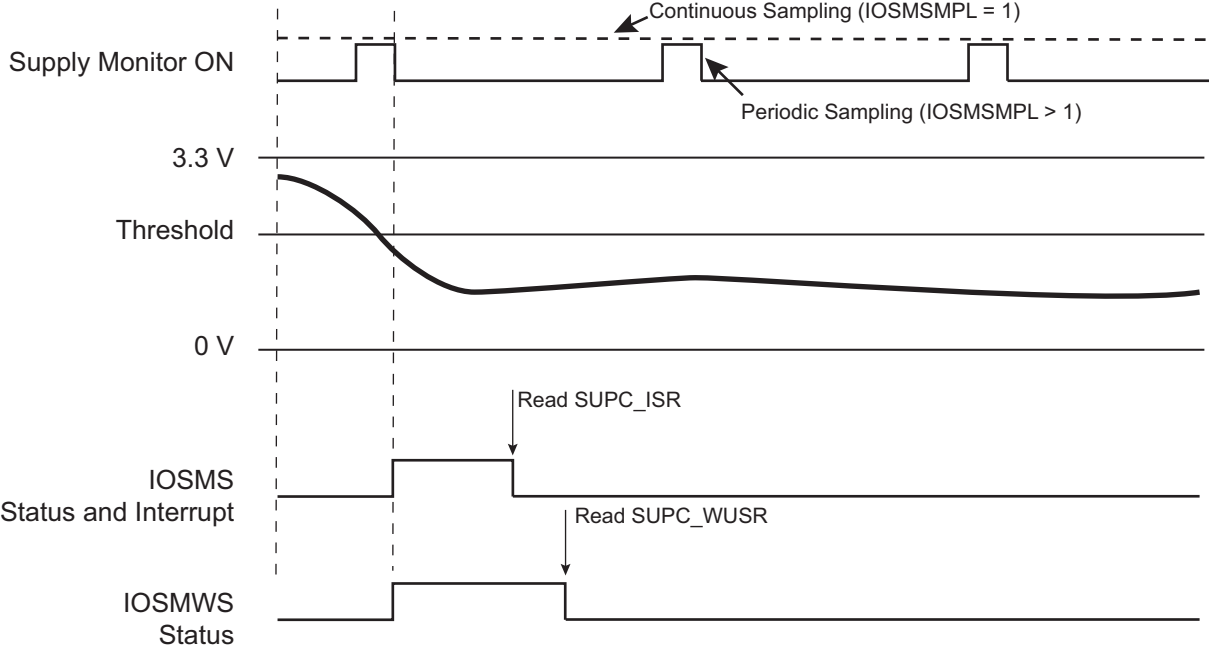 Continuous Sampling (IOSMSMPL = 1)
Supply Monitor ON
Periodic Sampling (IOSMSMPL > 1)
3.3 V
Threshold
0 V
Read SUPC_ISR
IOSMS
Status and Interrupt
Read SUPC_WUSR
IOSMWS
Status